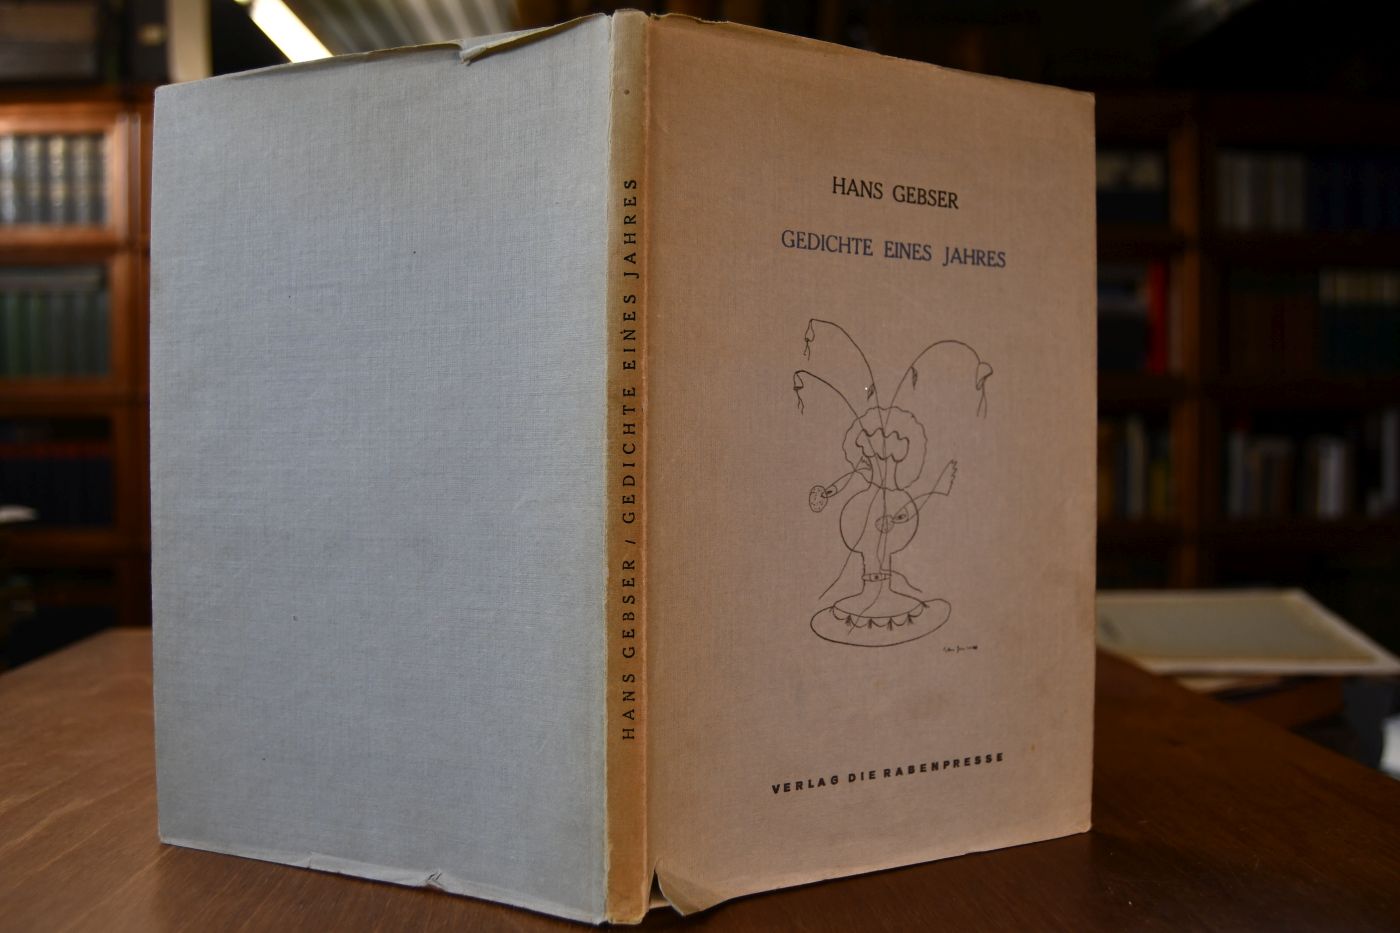 HANS GEBSER / GEDICHTE EINES JAHRES
HANS GEBSER
GEDICHTE EINES JAHRES
VERLAG DIE RABENPRESSE